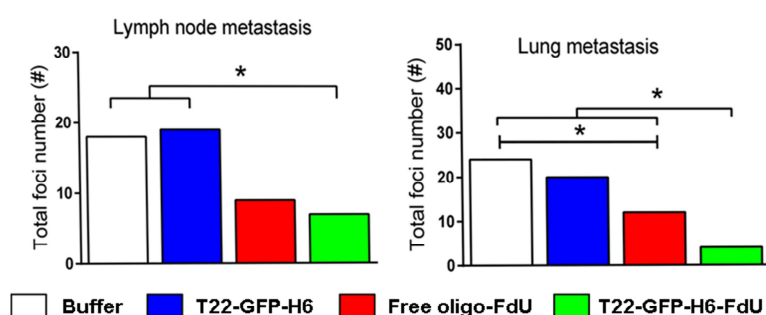 Lymph node metastasis
Total foci number (#)
30
20
10
0
*
Lung metastasis
Total foci number (#)
50
40
30
20
10
0
*
*
Buffer T22-GFP-H6 Free oligo-FdU T22-GFP-H6-FdU